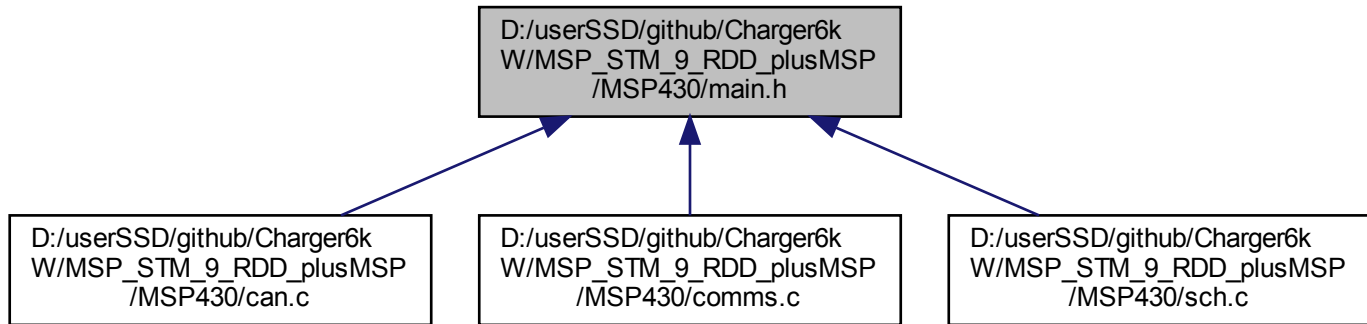 D:/userSSD/github/Charger6k
W/MSP_STM_9_RDD_plusMSP
/MSP430/main.h
D:/userSSD/github/Charger6k
W/MSP_STM_9_RDD_plusMSP
/MSP430/can.c
D:/userSSD/github/Charger6k
W/MSP_STM_9_RDD_plusMSP
/MSP430/comms.c
D:/userSSD/github/Charger6k
W/MSP_STM_9_RDD_plusMSP
/MSP430/sch.c